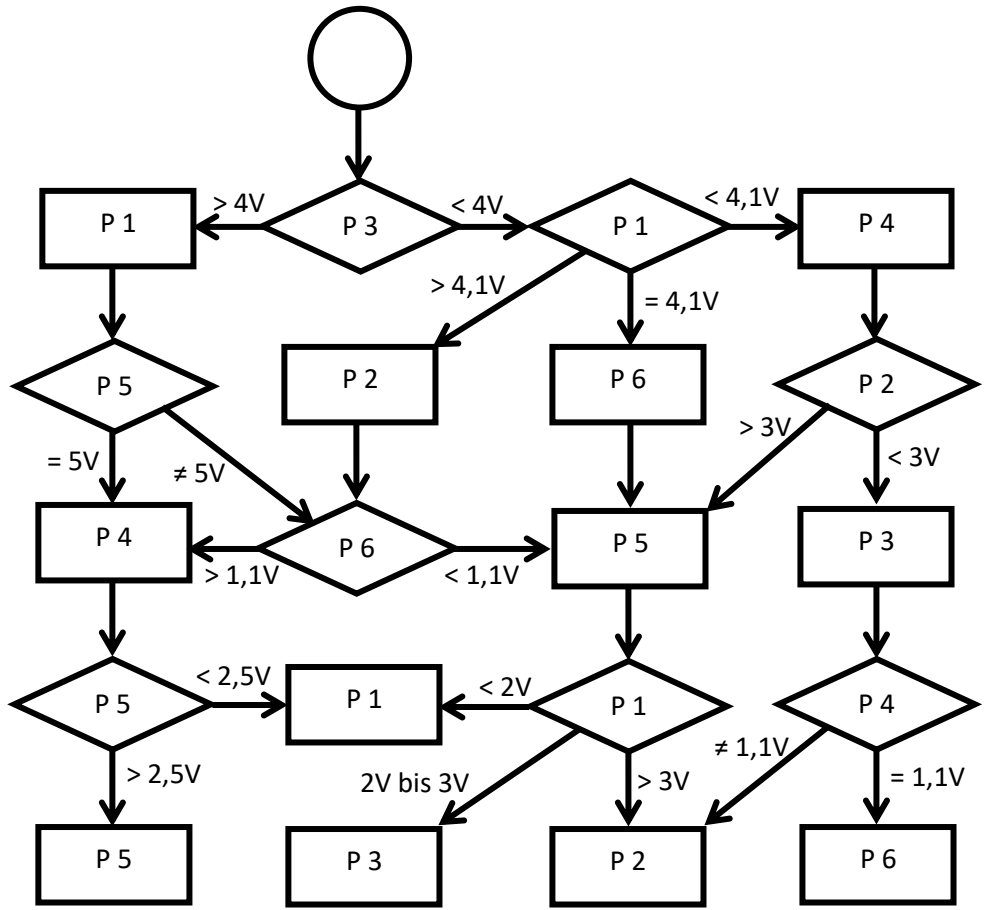 > 4V
< 4V
< 4,1V
P 1
P 3
P 1
P 4
> 4,1V
= 4,1V
P 5
P 2
P 6
P 2
> 3V
= 5V
≠ 5V
< 3V
P 4
P 6
P 5
P 3
> 1,1V
< 1,1V
< 2,5V
< 2V
P 5
P 1
P 1
P 4
≠ 1,1V
> 2,5V
2V bis 3V
> 3V
= 1,1V
P 5
P 3
P 2
P 6